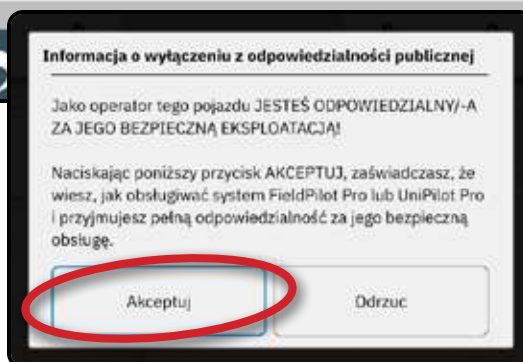 Informacja o wyłączeniu z odpowiedzialności publicznej
Jako operator tego pojazdu JESTEŚ ODPOWIEDZIALNY/-A
ZA JEGO BEZPIECZNĄ EKSPLOATACJĄ!
Naciskając poniższy przycisk AKCEPTUJ, zaświadczasz, że
wiesz, jak obsługiwać system FieldPilot Pro lub UniPilot Pro
i przyjmujesz pełną odpowiedzialność za jego bezpieczną
obsługę.
Akceptuj
Odrzuc